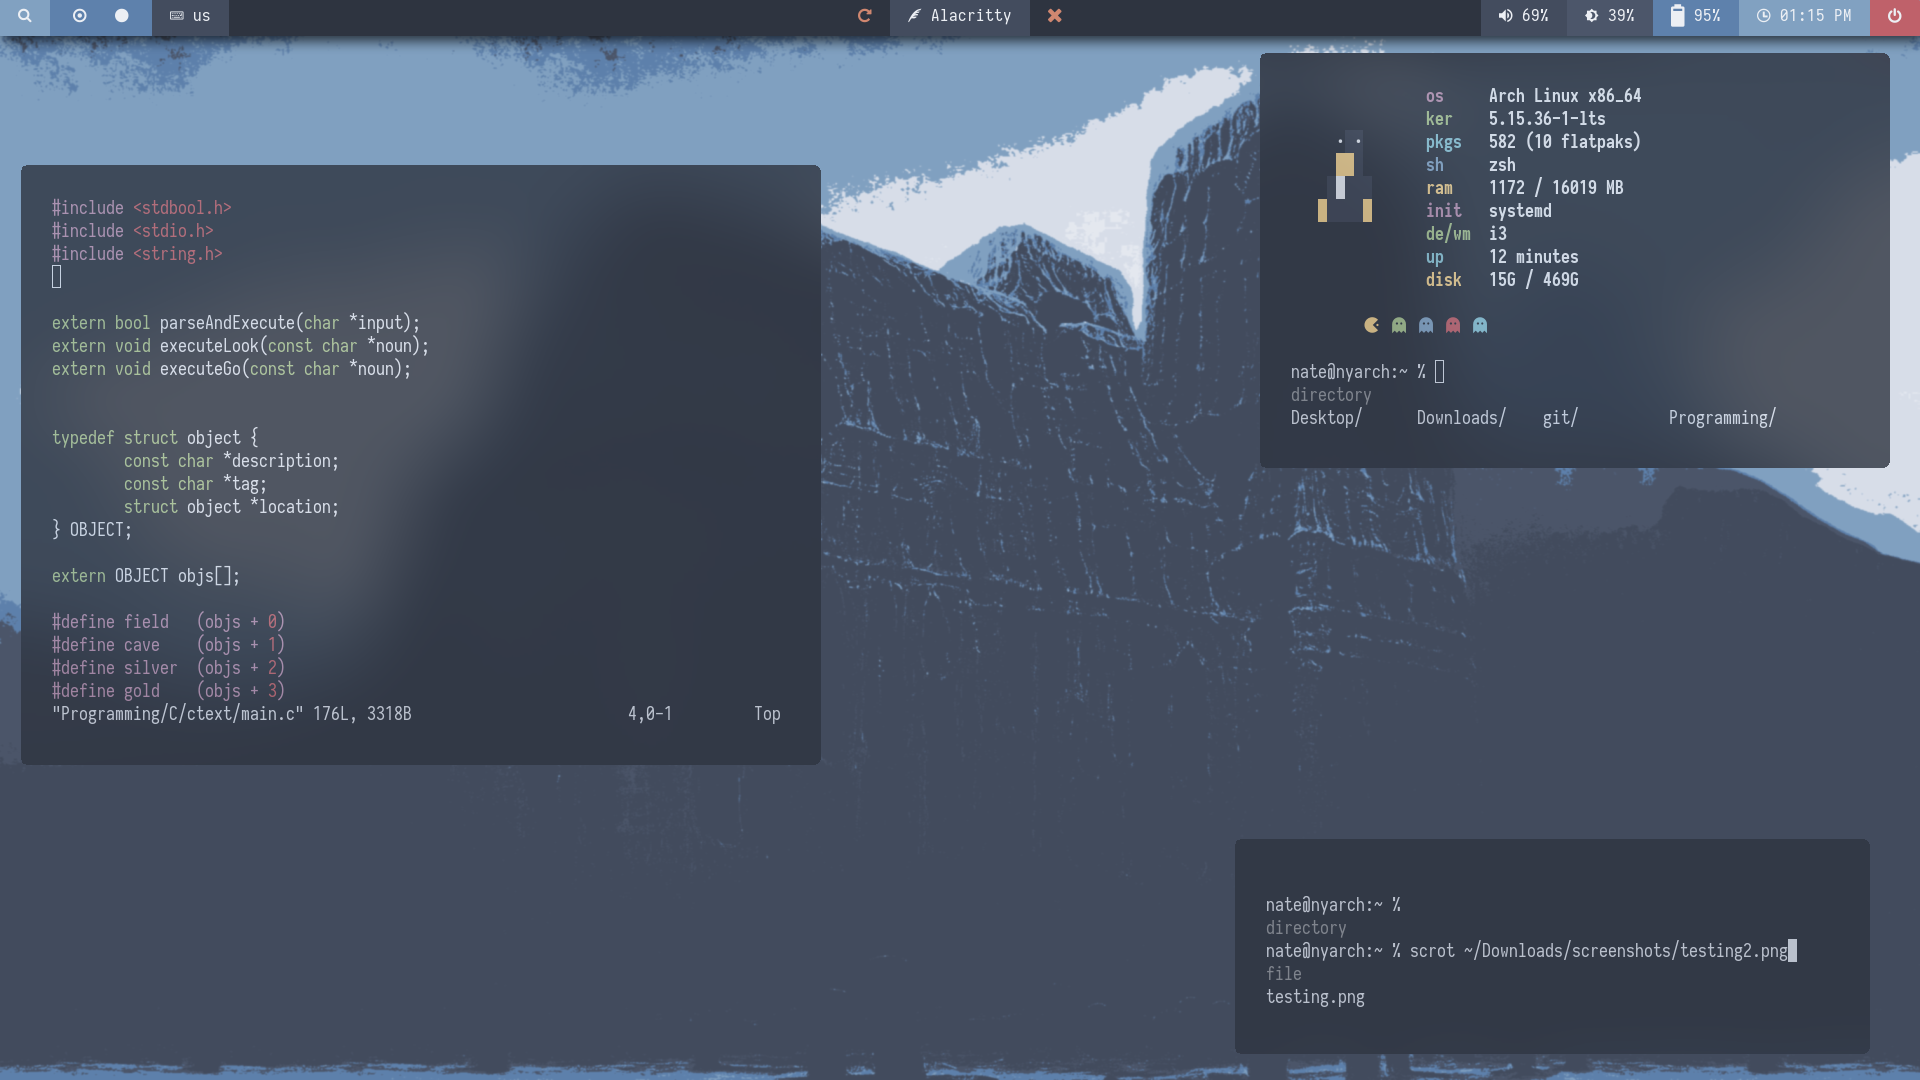 us
Alacritty
69%
39%
95%
01:15 PM
#include <stdbool.h>
#include <stdio.h>
#include <string.h>
extern bool parseAndExecute(char *input);
extern void executeLook(const char *noun);
extern void executeGo(const char *noun);
typedef struct object {
        const char *description;
        const char *tag;
        struct object *location;
} OBJECT;
extern OBJECT objs[];
#define field   (objs + 0)
#define cave    (objs + 1)
#define silver  (objs + 2)
#define gold    (objs + 3)
"Programming/C/ctext/main.c" 176L, 3318B                        4,0-1         Top
os     Arch Linux x86_64
ker    5.15.36-1-lts
pkgs   582 (10 flatpaks)
sh     zsh
ram    1172 / 16019 MB
init   systemd
de/wm  i3
up     12 minutes
disk   15G / 469G
nate@nyarch:~ %
directory
Desktop/      Downloads/    git/          Programming/
nate@nyarch:~ %
directory
nate@nyarch:~ % scrot ~/Downloads/screenshots/testing2.png
file
testing.png